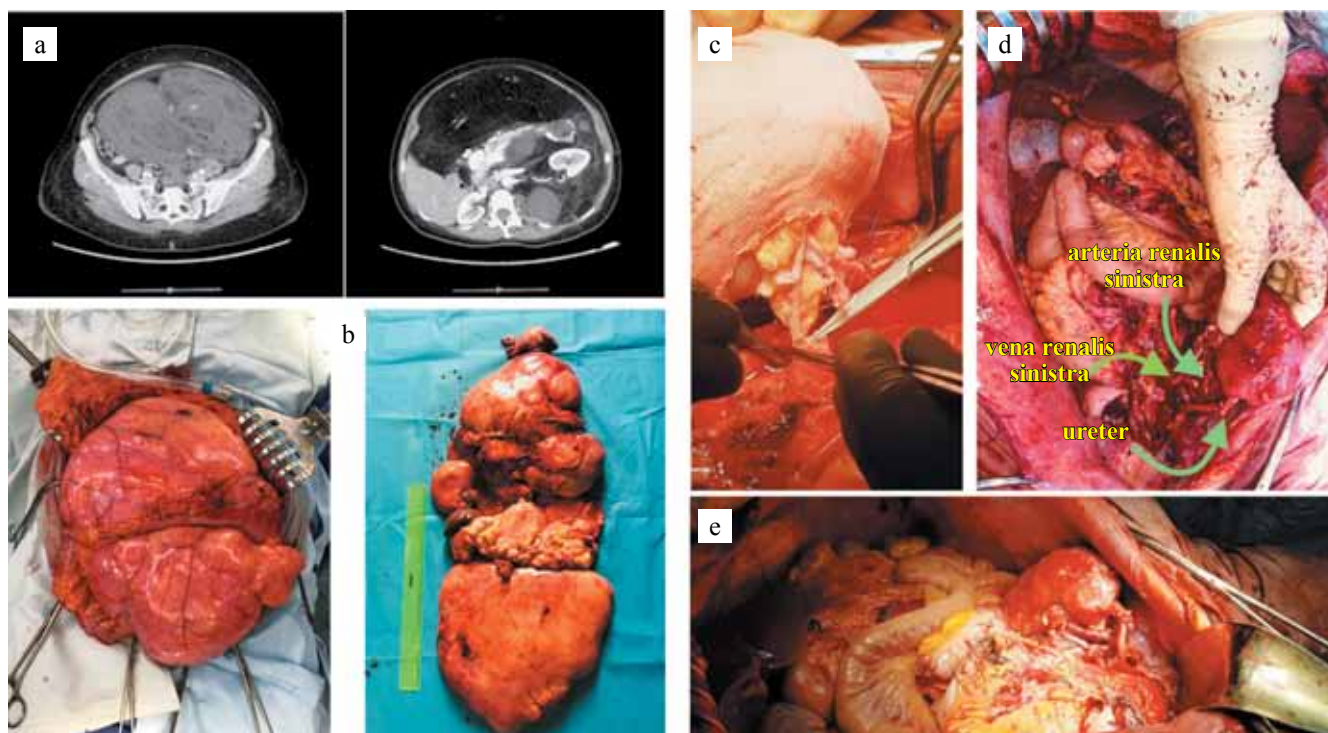 a
b
c
d
arteria renalis
sinistra
vena renalis
sinistra
ureter
e